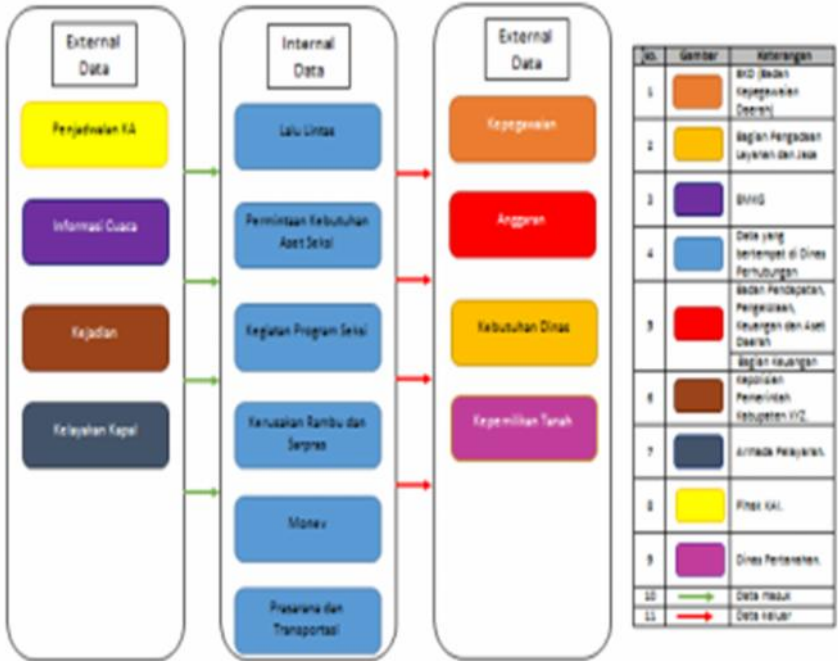 External
Data
Penjadwalan KA
Informasi Cuaca
Kejadian
Kelayakan Kapal
Internal
Data
Lalu Lintas
Permintaan Kebutuhan
Aset Seksi
Kegiatan Program Seksi
Kerusakan Rambu dan
Sarpras
Monev
Prasarana dan
Transportasi
External
Data
Kepegawaian
Anggaran
Kebutuhan Dinas
Kepemilikan Tanah
No. Gambar Keterangan
1 BKD (Badan
Kepegawaian
Daerah)
2 Bagian Pengadaan
Layanan dan Jasa
3 BMKG
4 Data yang
bertempat di Dinas
Perhubungan
5 Badan Pendapatan,
Pengelolaan,
Keuangan dan Aset
Daerah
Bagian Keuangan
6 Kepolisian
Pemerintah
Kabupaten XYZ.
7 Armada Pelayaran.
8 Pihak KAI.
9 Dinas Pertanahan.
10 Data masuk
11 Data keluar